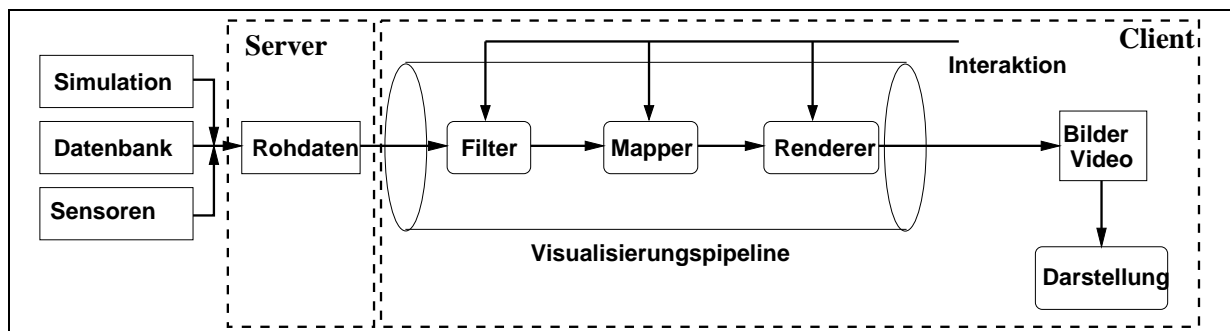 Server
Client
Simulation
Datenbank
Sensoren
Rohdaten
Interaktion
Filter
Mapper
Renderer
Bilder
Video
Visualisierungspipeline
Darstellung